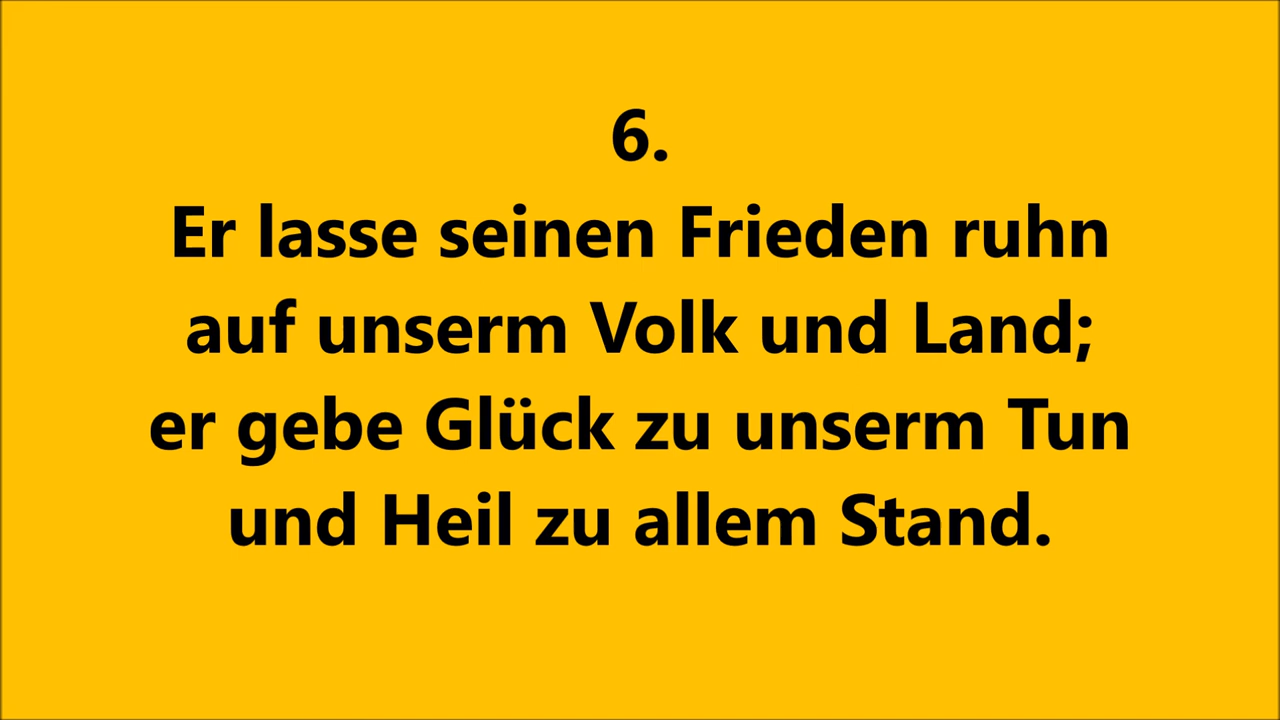 6.
Er lasse seinen Frieden ruhn
auf unserm Volk und Land;
er gebe Glück zu unserm Tun
und Heil zu allem Stand.